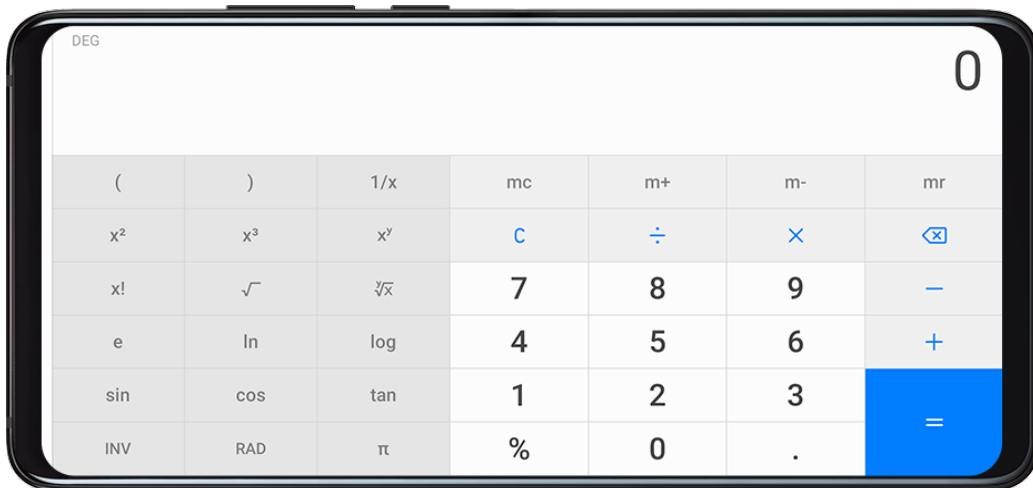 DEG
0
( ) 1/x mc m+ m- mr
x² x³ xʸ C ÷ ×
x! √ ʸ√x 7 8 9 −
e ln log 4 5 6 +
sin cos tan 1 2 3 =
INV RAD π % 0 .